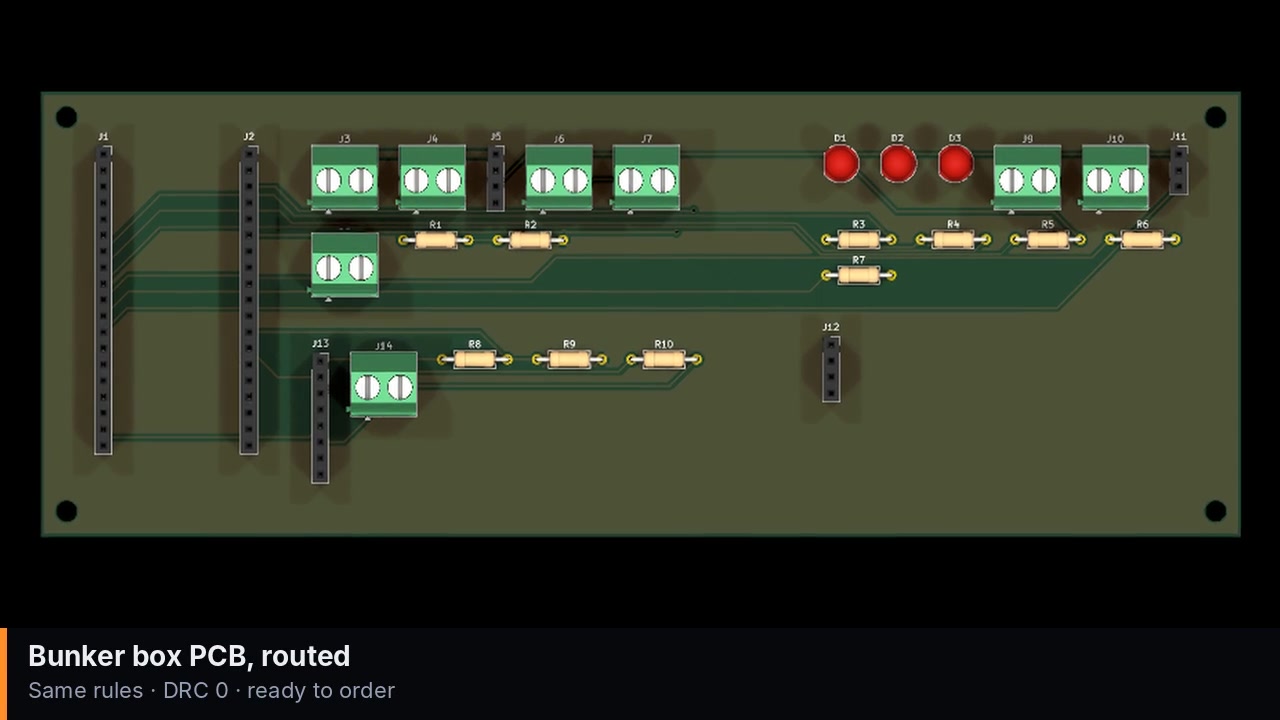 J1
J2
J3
J4
J5
J6
J7
D1
D2
D3
J9
J10
J11
R1
R2
R3
R4
R5
R6
R7
J12
J13
J14
R8
R9
R10
Bunker box PCB, routed
Same rules · DRC 0 · ready to order